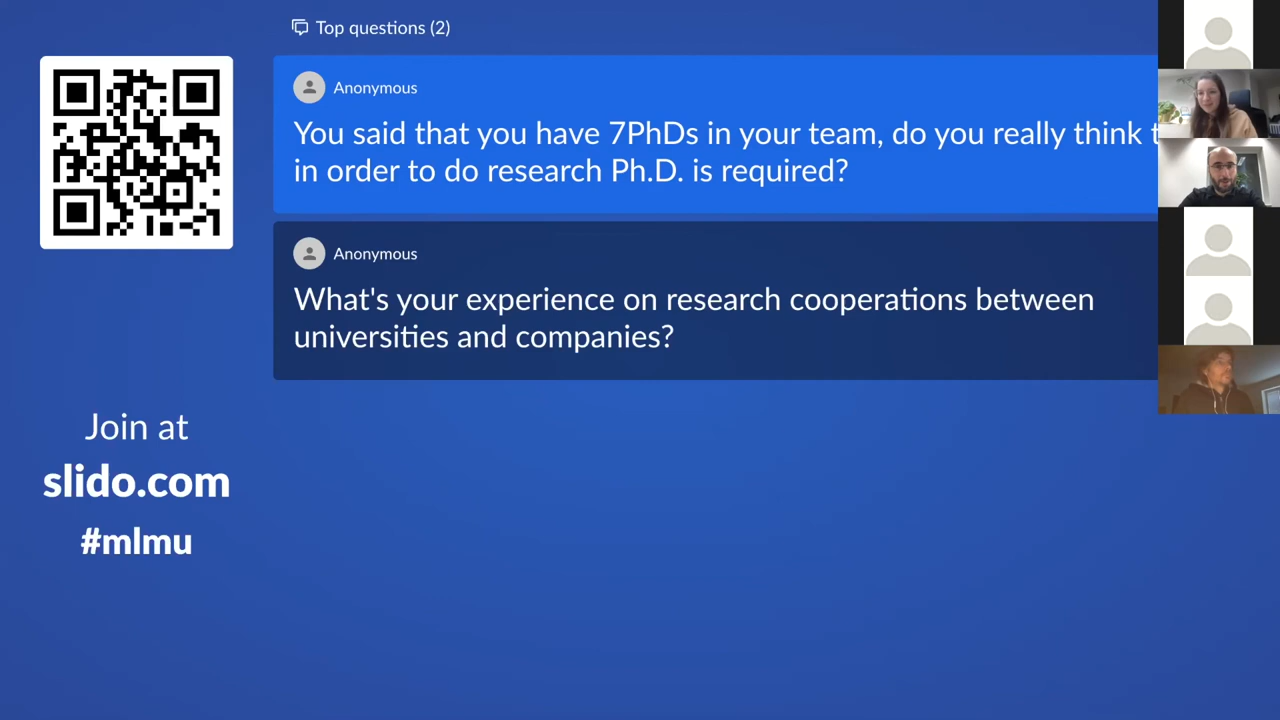 Top questions (2)
Anonymous
You said that you have 7PhDs in your team, do you really think
in order to do research Ph.D. is required?
Anonymous
What's your experience on research cooperations between
universities and companies?
Join at
slido.com
#mlmu